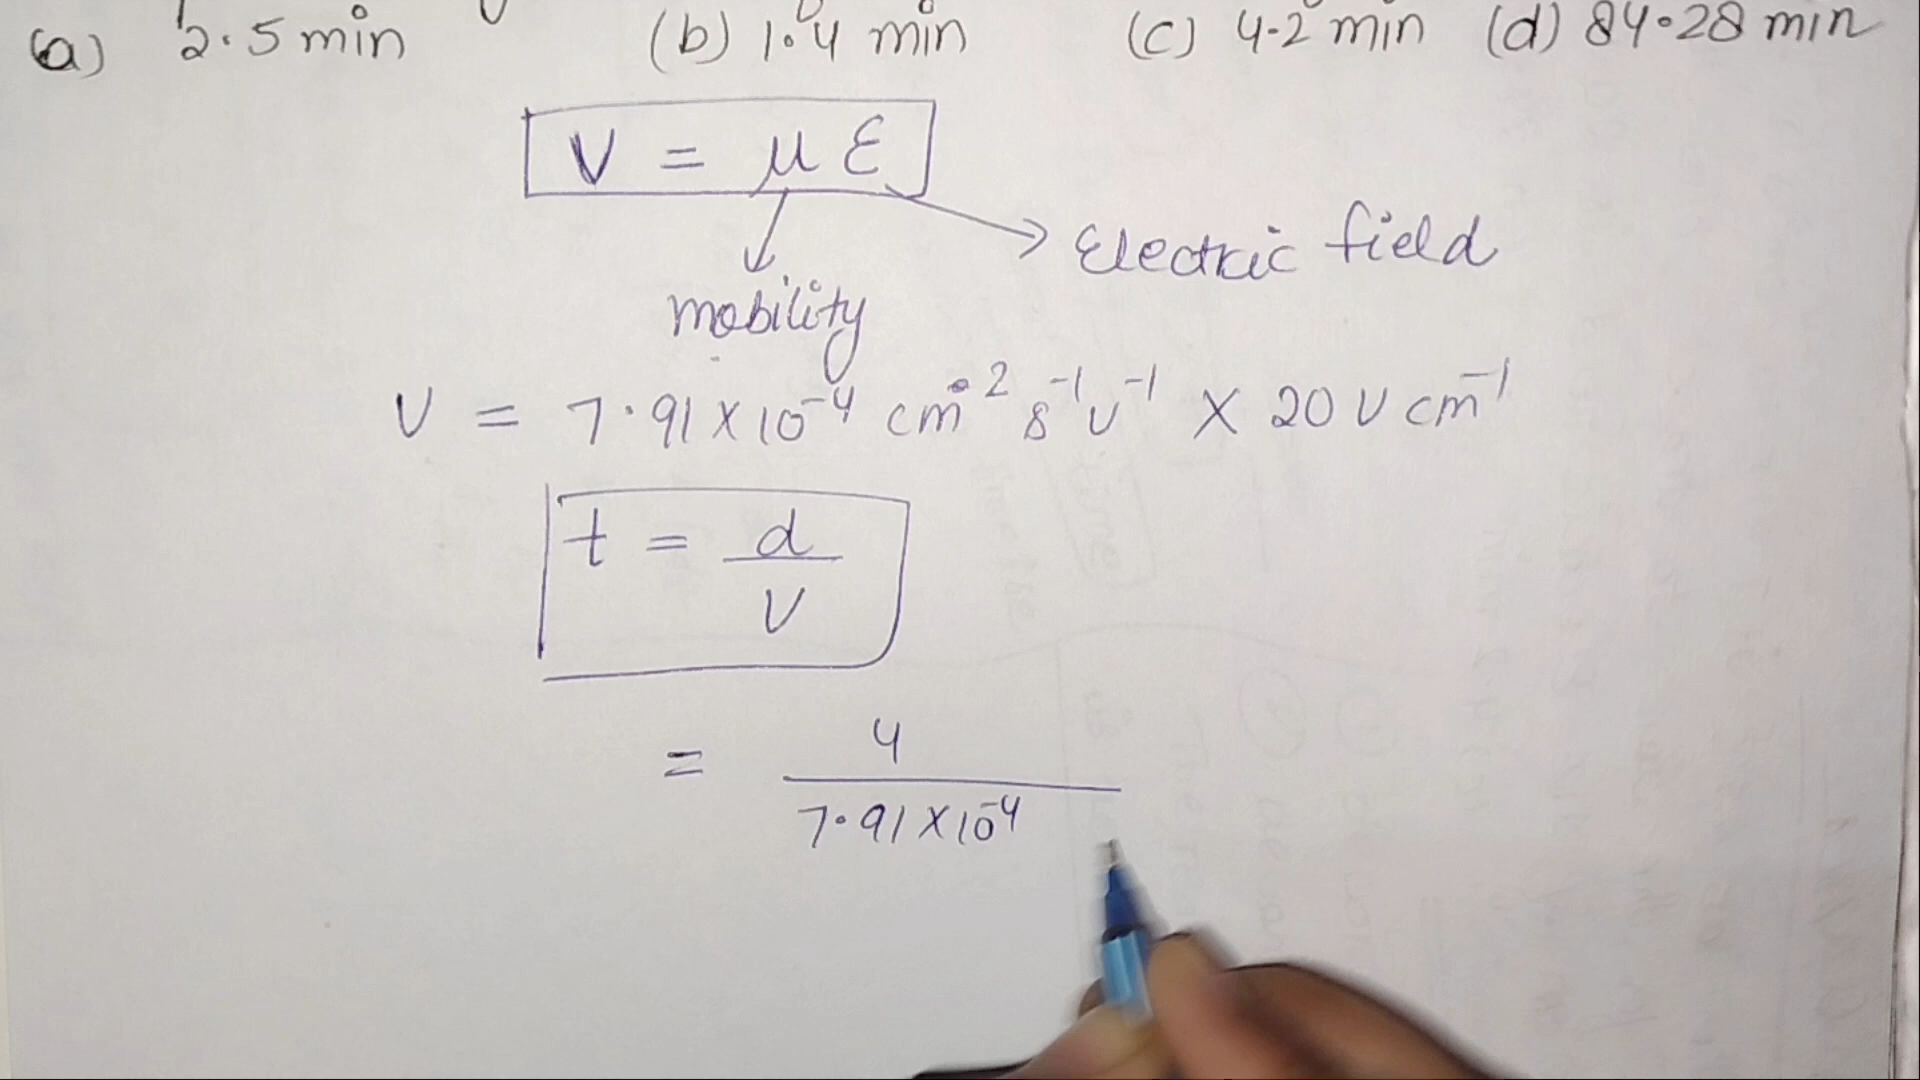 (a) 2.5 min (b) 1.4 min (c) 4.2 min (d) 84.28 min
V = μ ε
Electric field
mobility
V = 7.91 × 10⁻⁴ cm² s⁻¹ V⁻¹ × 20 V cm⁻¹
t = d / V
= 4 / 7.91 × 10⁻⁴